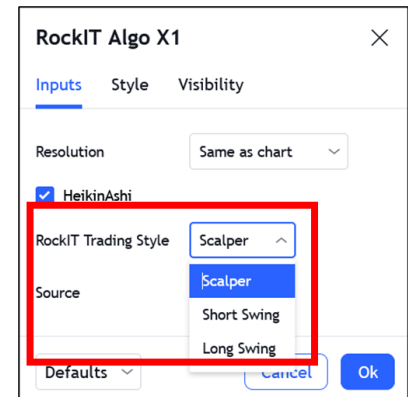 RockIT Algo X1
Inputs Style Visibility
Resolution Same as chart
HeikinAshi
RockIT Trading Style Scalper
Source
Scalper
Short Swing
Long Swing
Defaults Cancel Ok